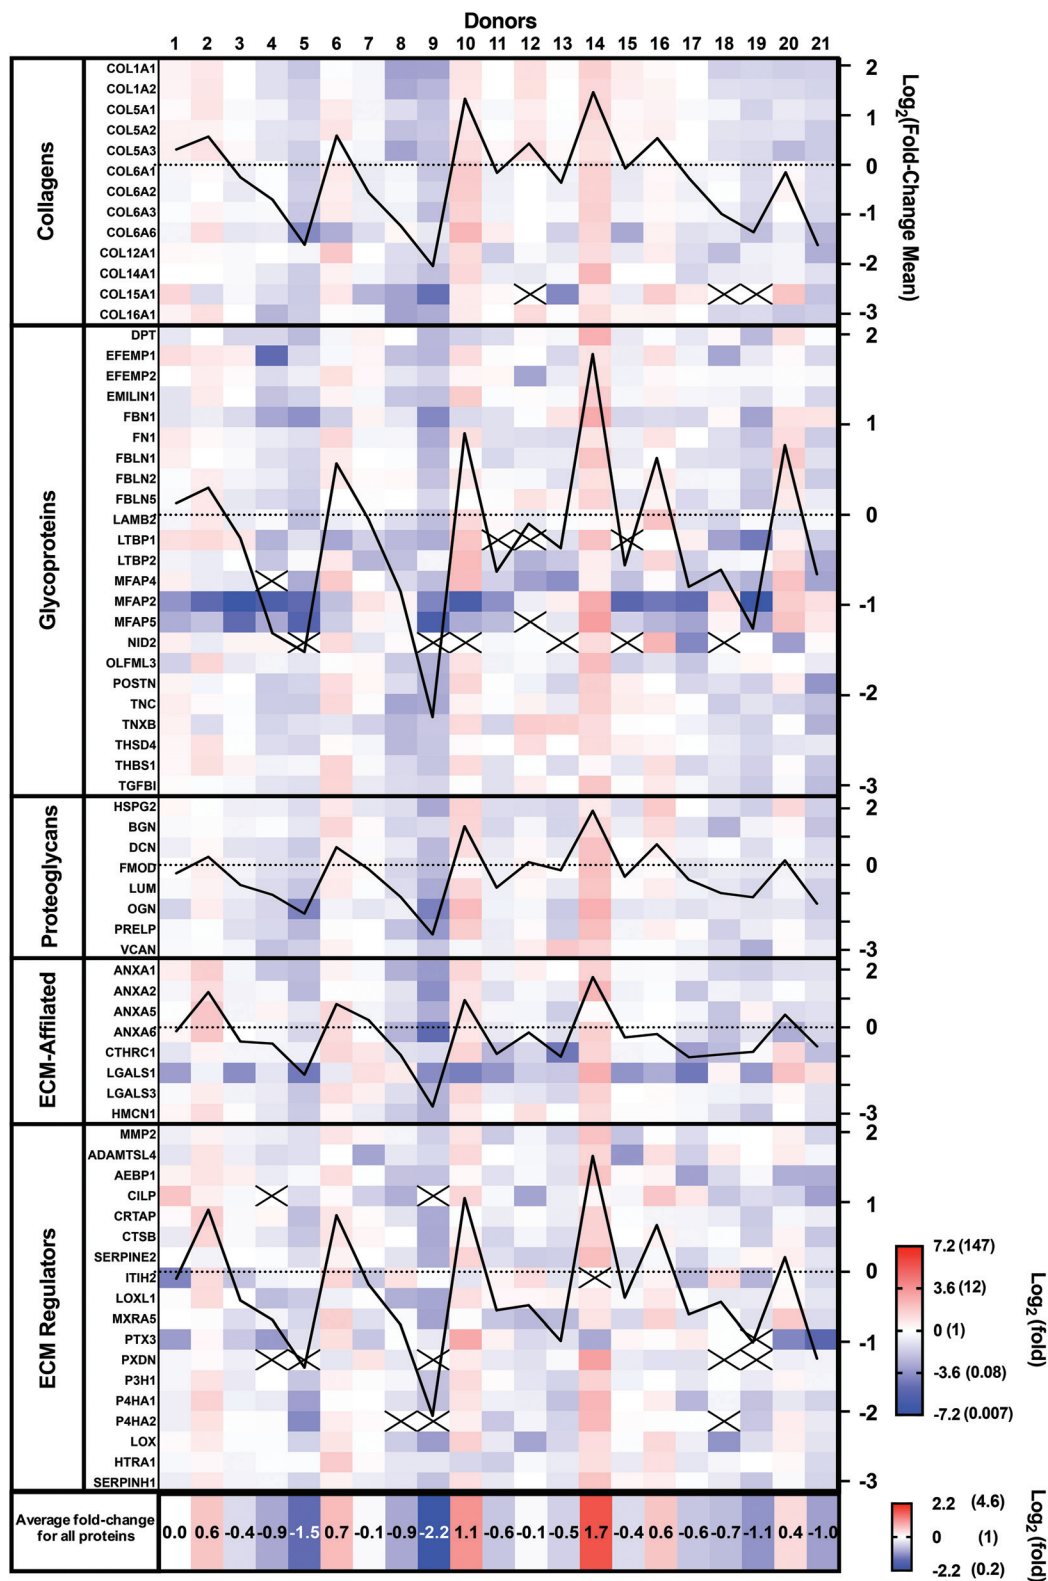 Donors
1 2 3 4 5 6 7 8 9 10 11 12 13 14 15 16 17 18 19 20 21
Collagens
COL1A1
COL1A2
COL5A1
COL5A2
COL5A3
COL6A1
COL6A2
COL6A3
COL6A6
COL12A1
COL14A1
COL15A1
COL16A1
2
1
0
-1
-2
-3
Log2(Fold-Change Mean)
Glycoproteins
DPT
EFEMP1
EFEMP2
EMILIN1
FBN1
FN1
FBLN1
FBLN2
FBLN5
LAMB2
LTBP1
LTBP2
MFAP4
MFAP2
MFAP5
NID2
OLFML3
POSTN
TNC
TNXB
THSD4
THBS1
TGFBI
2
1
0
-1
-2
-3
Proteoglycans
HSPG2
BGN
DCN
FMOD
LUM
OGN
PRELP
VCAN
2
0
-3
ECM-Affilated
ANXA1
ANXA2
ANXA5
ANXA6
CTHRC1
LGALS1
LGALS3
HMCN1
2
0
-3
ECM Regulators
MMP2
ADAMTSL4
AEBP1
CILP
CRTAP
CTSB
SERPINE2
ITIH2
LOXL1
MXRA5
PTX3
PXDN
P3H1
P4HA1
P4HA2
LOX
HTRA1
SERPINH1
2
1
0
-1
-2
-3
7.2 (147)
3.6 (12)
0 (1)
-3.6 (0.08)
-7.2 (0.007)
Log2 (fold)
Average fold-change
for all proteins
0.0 0.6 -0.4 -0.9 -1.5 0.7 -0.1 -0.9 -2.2 1.1 -0.6 -0.1 -0.5 1.7 -0.4 0.6 -0.6 -0.7 -1.1 0.4 -1.0
2.2 (4.6)
0 (1)
-2.2 (0.2)
Log2 (fold)